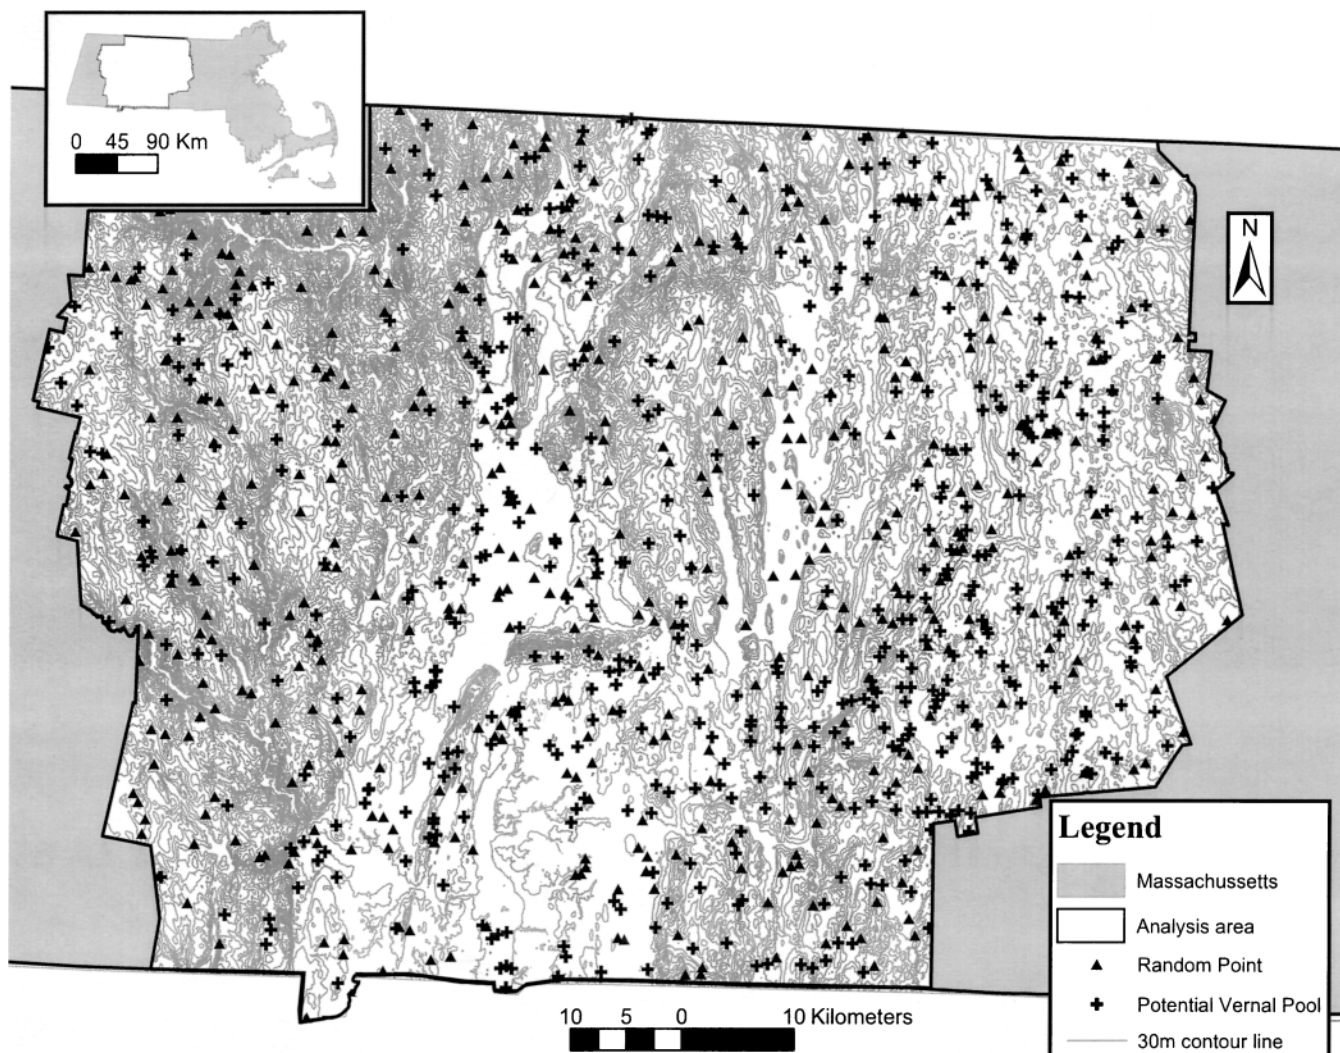 0 45 90 Km
N
Legend
Massachussetts
Analysis area
Random Point
Potential Vernal Pool
30m contour line
10 5 0 10 Kilometers